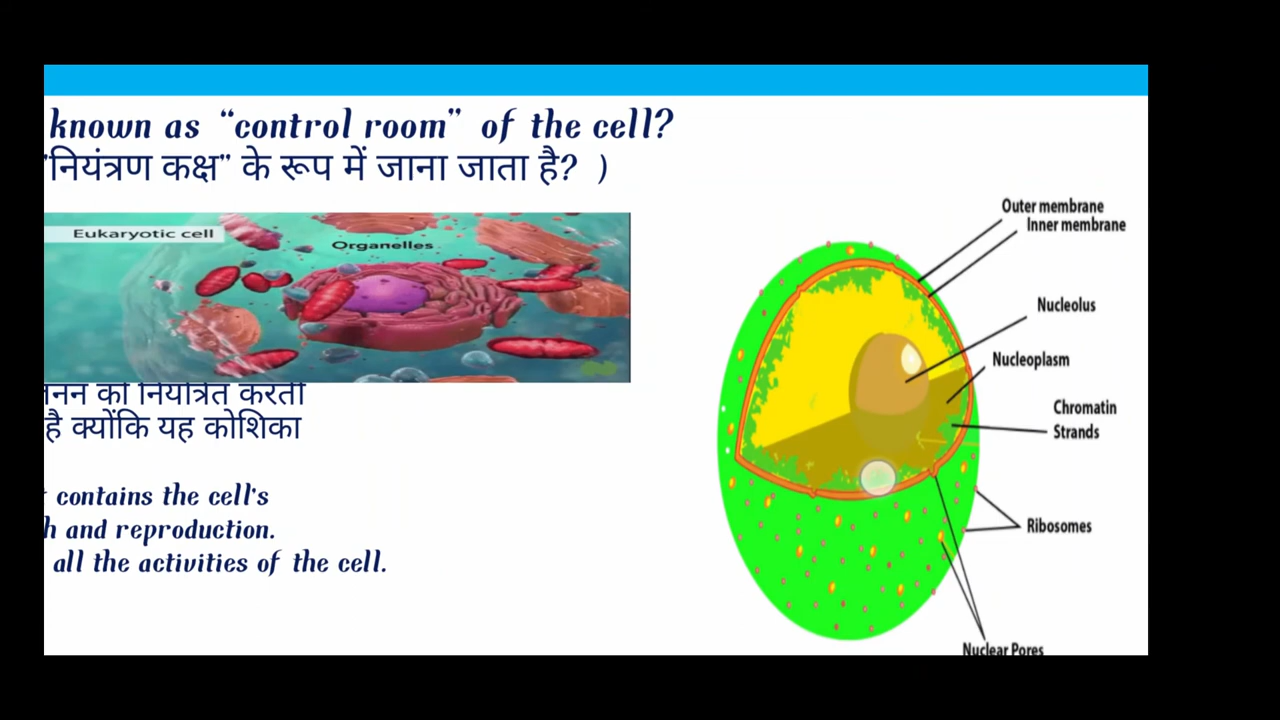 known as “control room” of the cell?
"नियंत्रण कक्ष" के रूप में जाना जाता है? )
Eukaryotic cell
Organelles
को नियंत्रित करती
है क्योंकि यह कोशिका
contains the cell's
and reproduction.
all the activities of the cell.
Outer membrane
Inner membrane
Nucleolus
Nucleoplasm
Chromatin
Strands
Ribosomes
Nuclear Pores